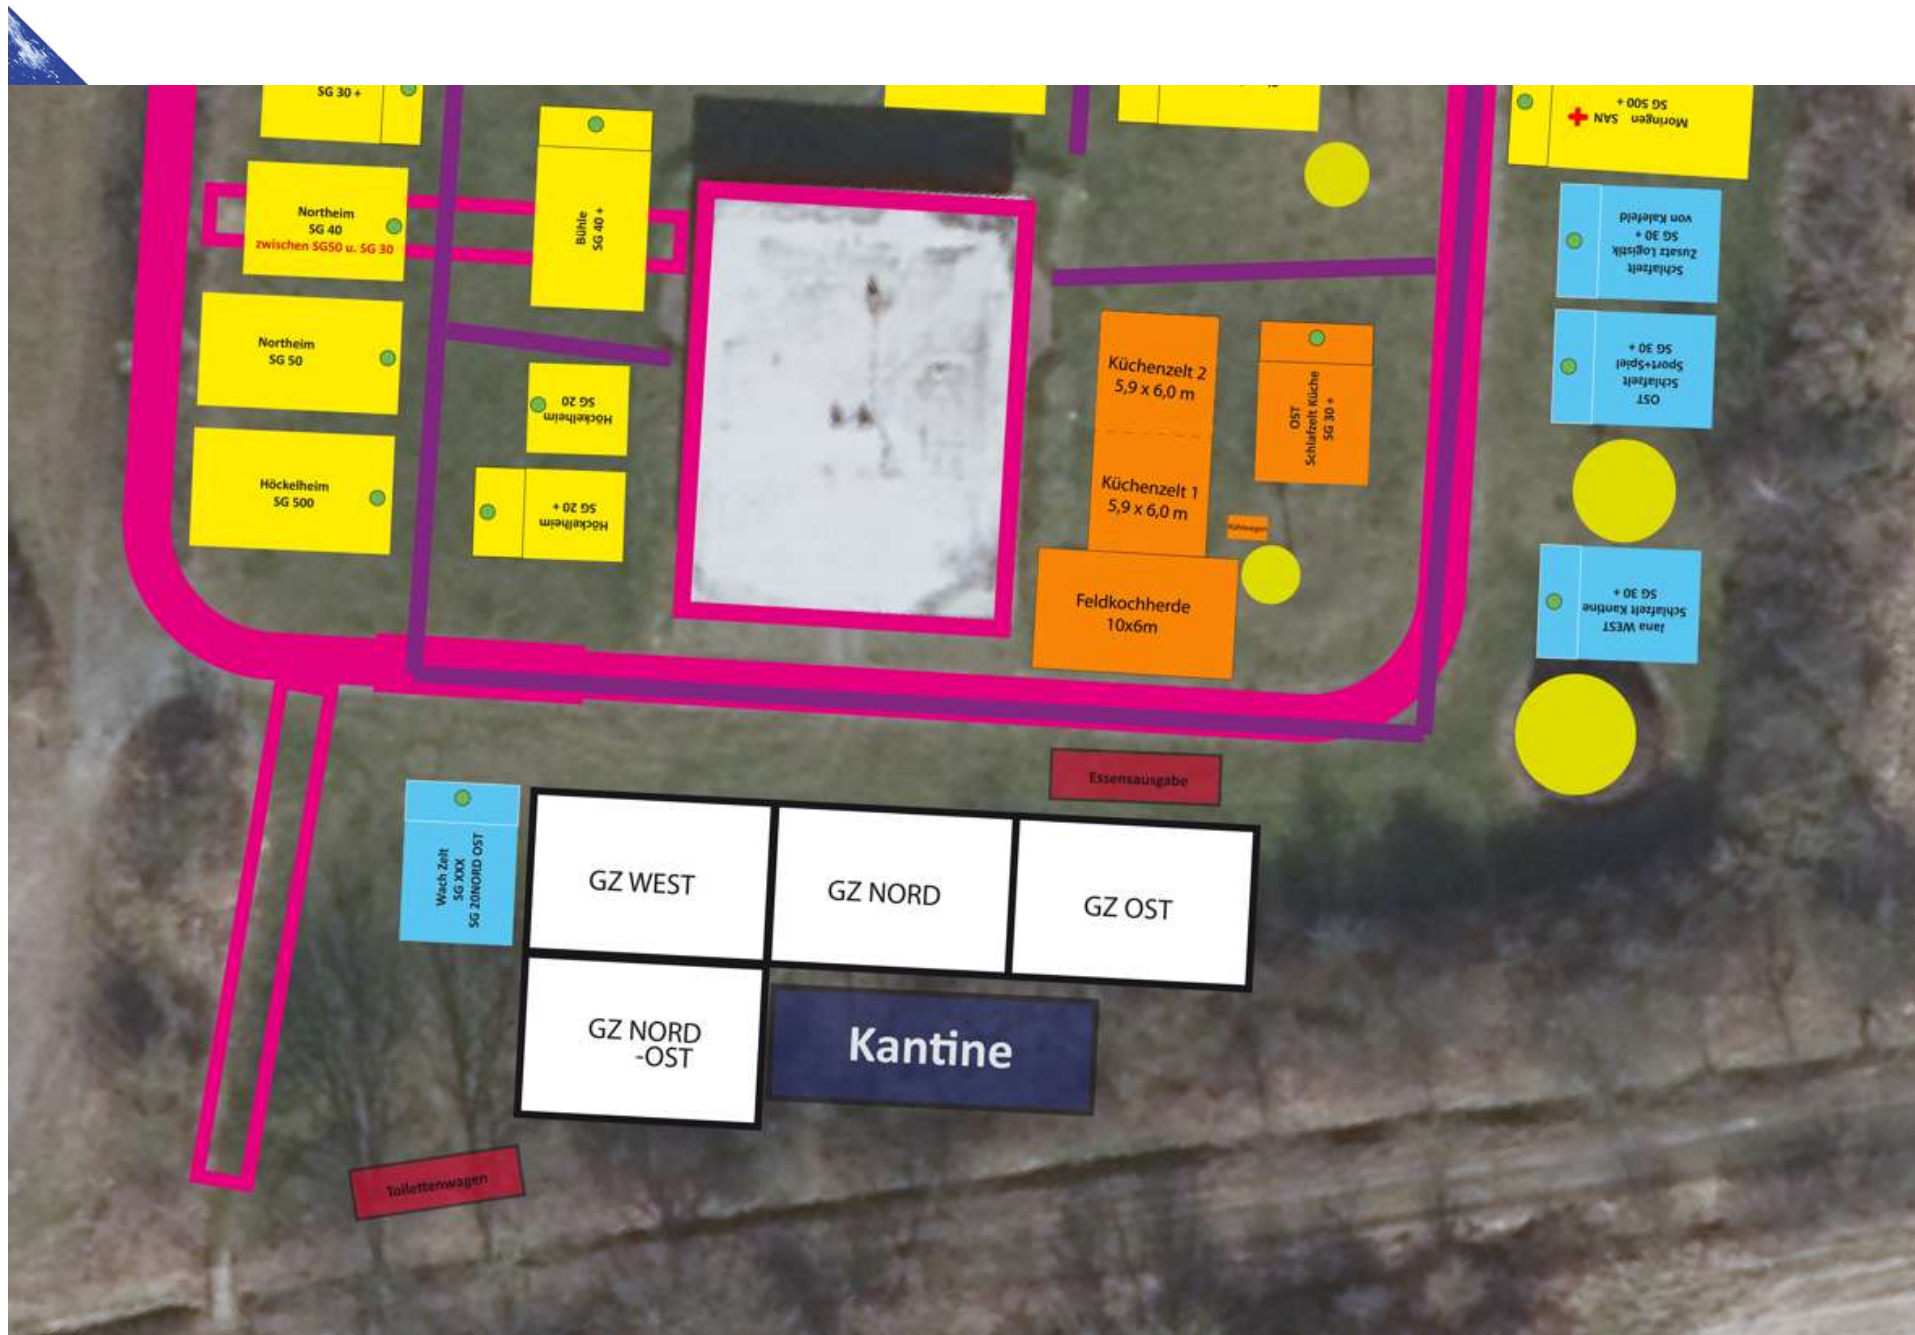 SG 30 +
Moringen SAN
SG 500 +
Northeim
SG 40
zwischen SG50 u. SG 30
Bühle
SG 40 +
Schlafzelt
Zusatz Logistik
SG 30 +
von Kalefeld
Northeim
SG 50
Höckelheim
SG 20
Küchenzelt 2
5,9 x 6,0 m
OST
Schlafzelt Küche
SG 30 +
OST
Schlafzelt
Sport+Spiel
SG 30 +
Höckelheim
SG 500
Höckelheim
SG 20 +
Küchenzelt 1
5,9 x 6,0 m
Kühlwagen
Feldkochherde
10x6m
Jana WEST
Schlafzelt Kantine
SG 30 +
Essensausgabe
Wach Zelt
SG XXX
SG 20NORD OST
GZ WEST
GZ NORD
GZ OST
GZ NORD
-OST
Kantine
Toilettenwagen